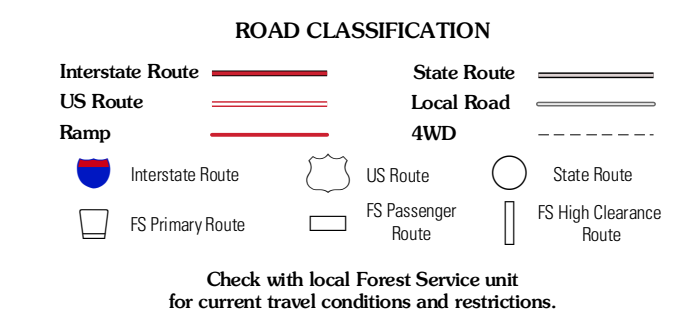 ROAD CLASSIFICATION
Interstate Route
State Route
US Route
Local Road
Ramp
4WD
Interstate Route
US Route
State Route
FS Primary Route
FS Passenger
Route
FS High Clearance
Route
Check with local Forest Service unit
for current travel conditions and restrictions.